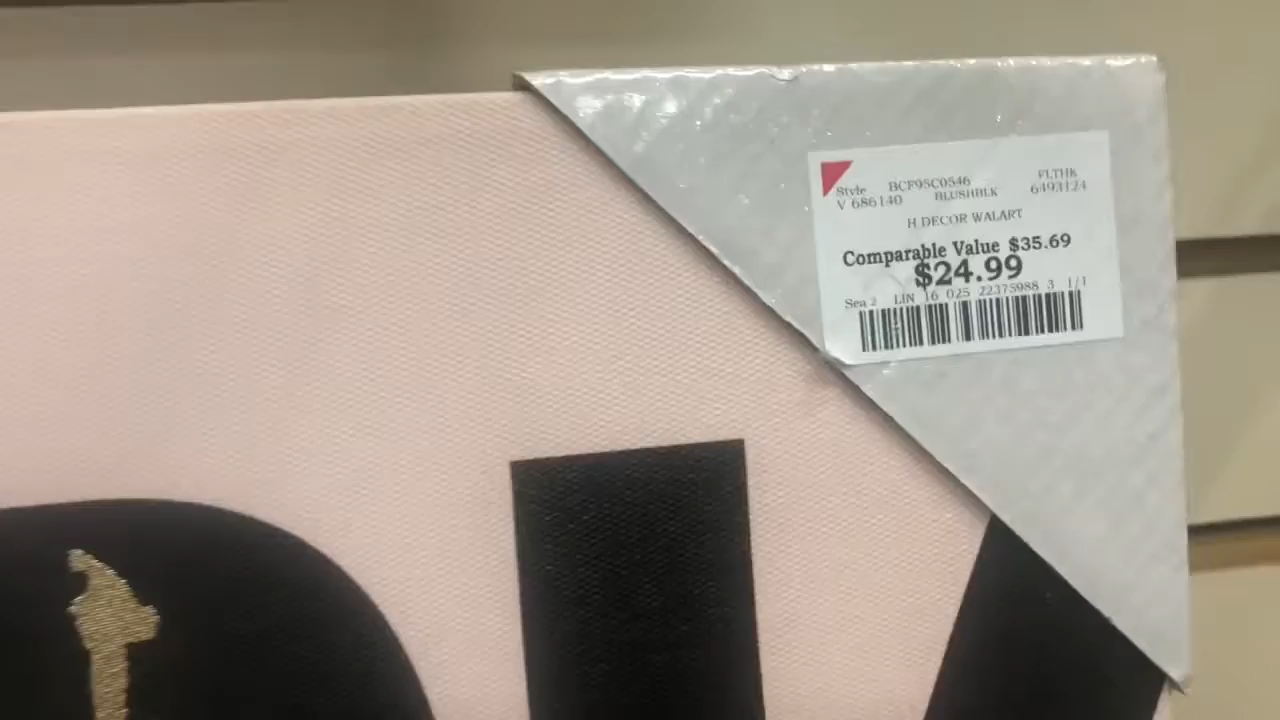 Style BCF95C0546 FLTHK
V 686140 BLUSHBLK 6493124
H DECOR WALART
Comparable Value $35.69
$24.99
Sea 2 LIN 16 025 22375988 3 1/1